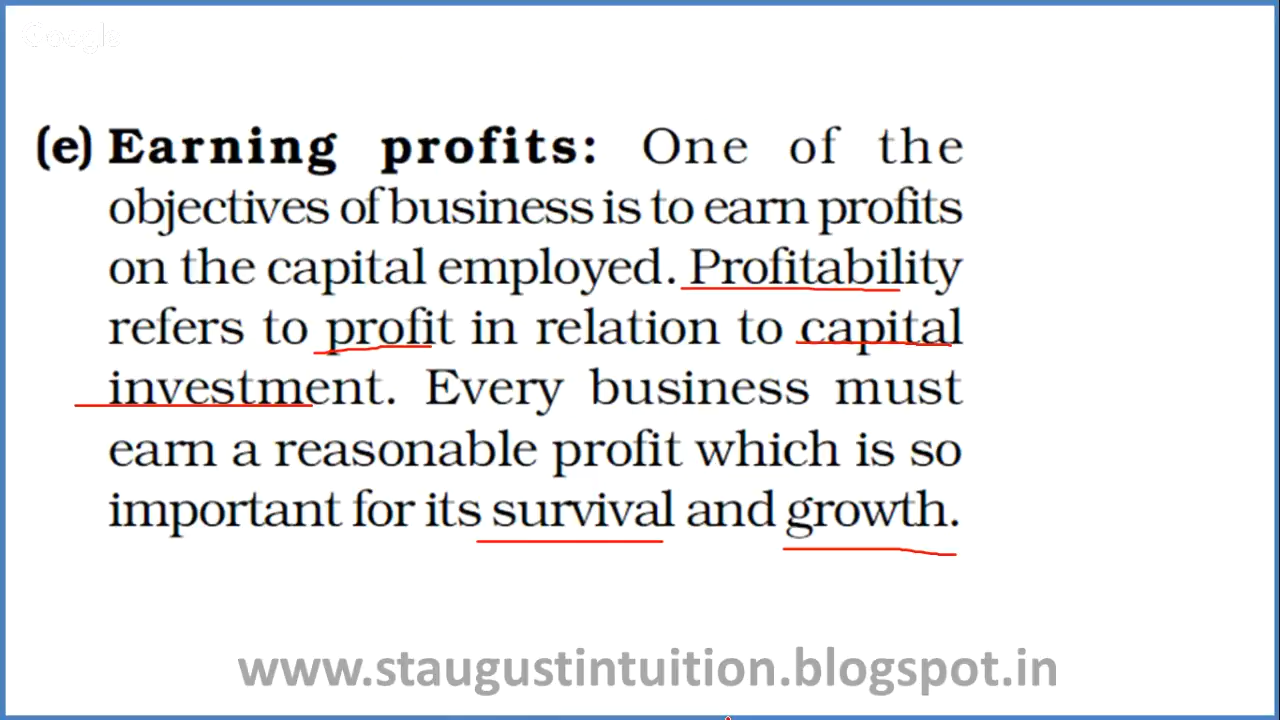 Google
(e) Earning profits: One of the
objectives of business is to earn profits
on the capital employed. Profitability
refers to profit in relation to capital
investment. Every business must
earn a reasonable profit which is so
important for its survival and growth.
www.staugustintuition.blogspot.in